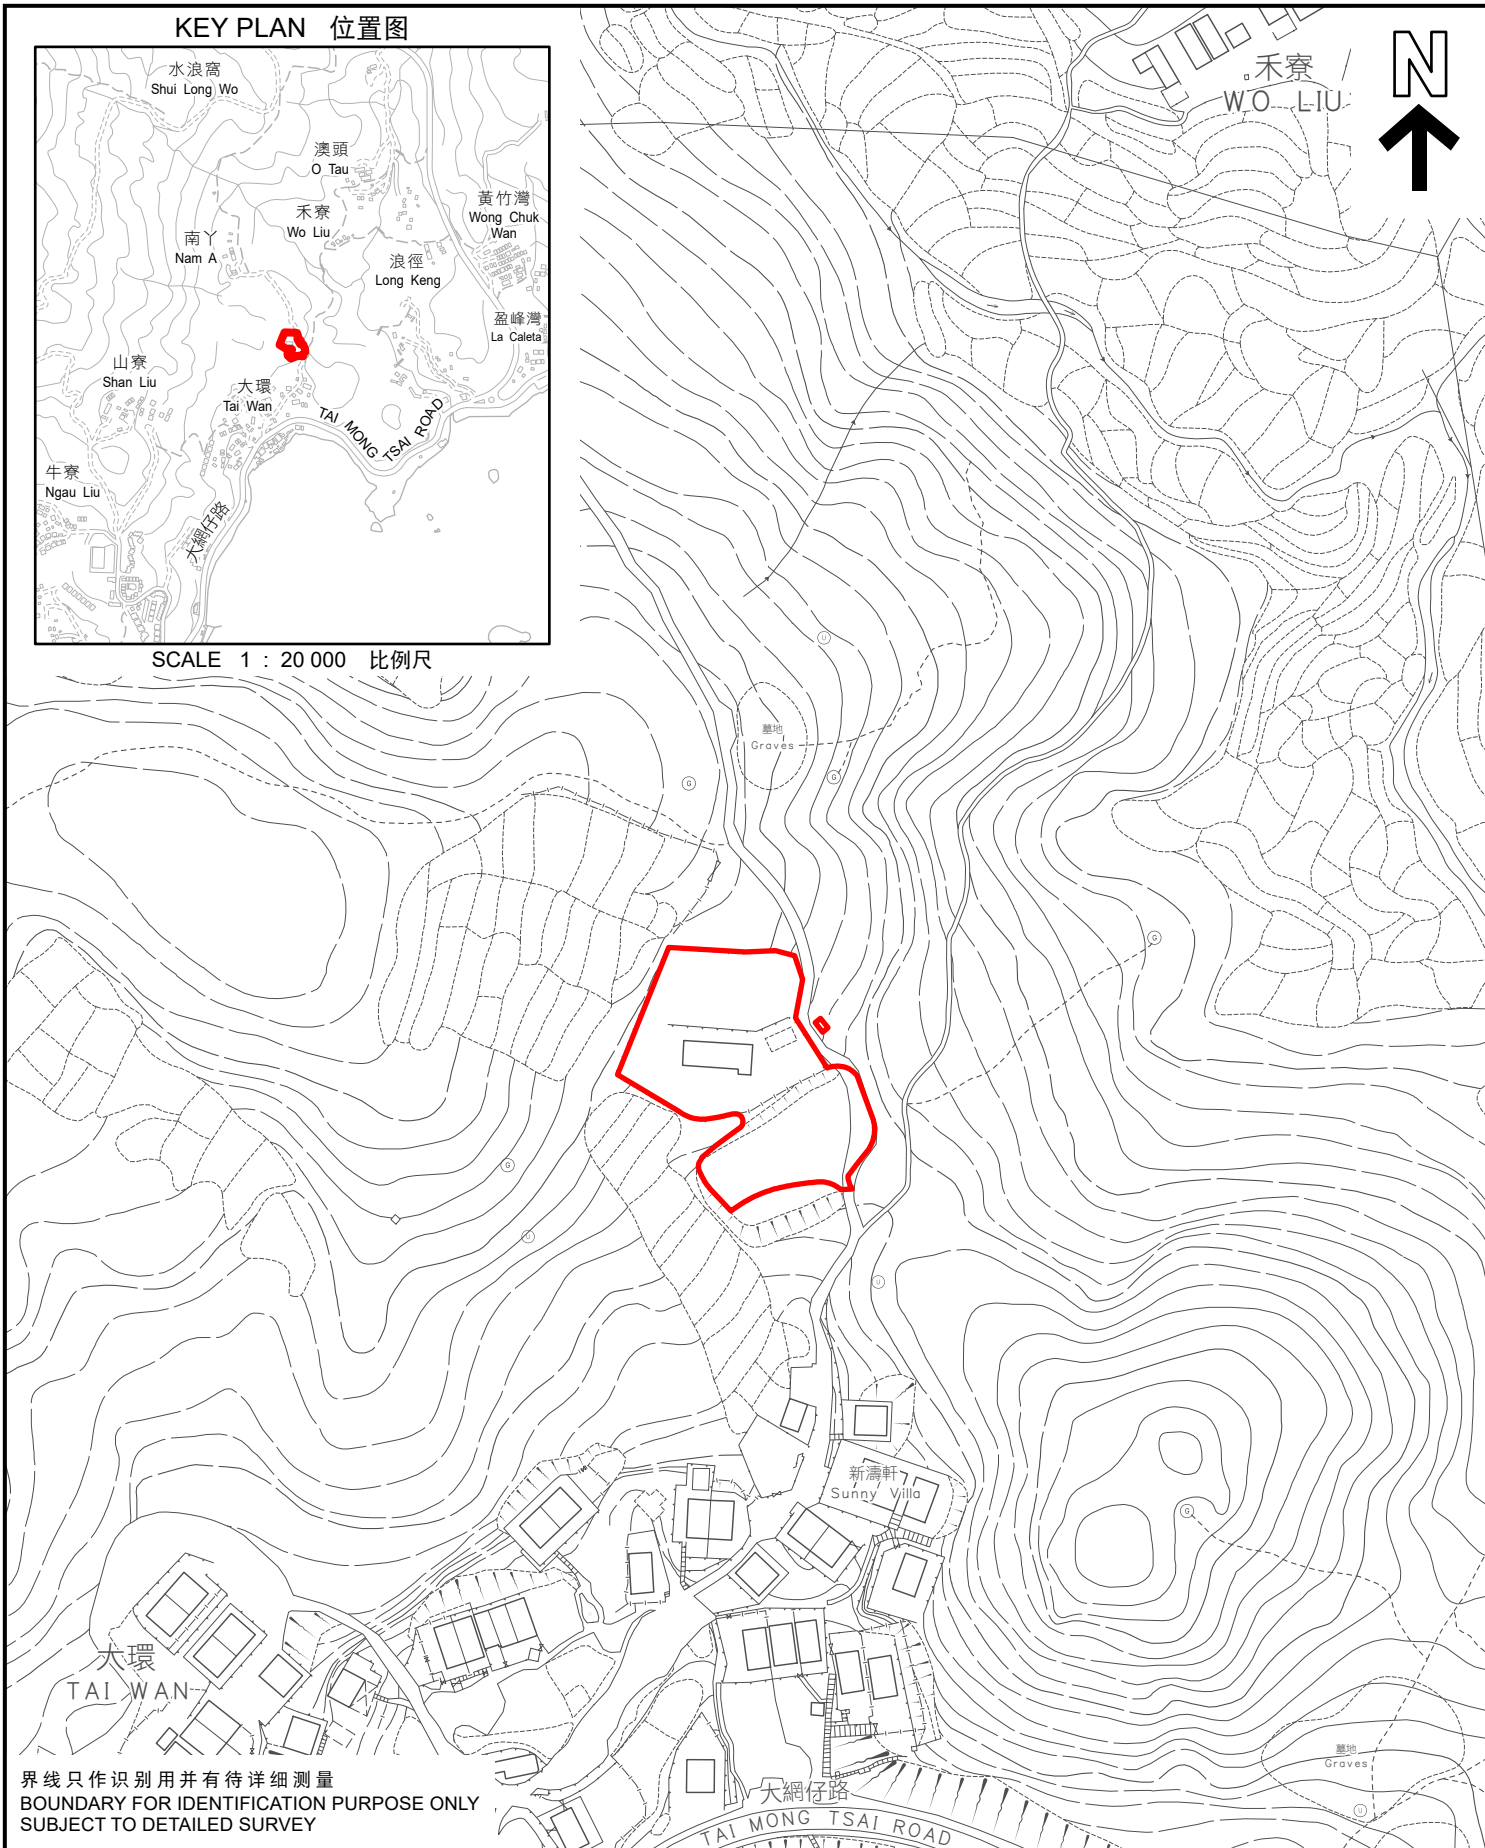 KEY PLAN 位置图
水浪窩
Shui Long Wo
澳頭
O Tau
黃竹灣
Wong Chuk
Wan
禾寮
Wo Liu
南丫
Nam A
浪徑
Long Keng
盈峰灣
La Caleta
山寮
Shan Liu
大環
Tai Wan
TAI MONG TSAI ROAD
牛寮
Ngau Liu
大網仔路
SCALE 1 : 20 000 比例尺
禾寮
WO LIU
N
U
墓地
Graves
G
G
G
G
U
U
新濤軒
Sunny Villa
G
大環
TAI WAN
墓地
Graves
U
大網仔路
TAI MONG TSAI ROAD
界线只作识别用并有待详细测量
BOUNDARY FOR IDENTIFICATION PURPOSE ONLY
SUBJECT TO DETAILED SURVEY